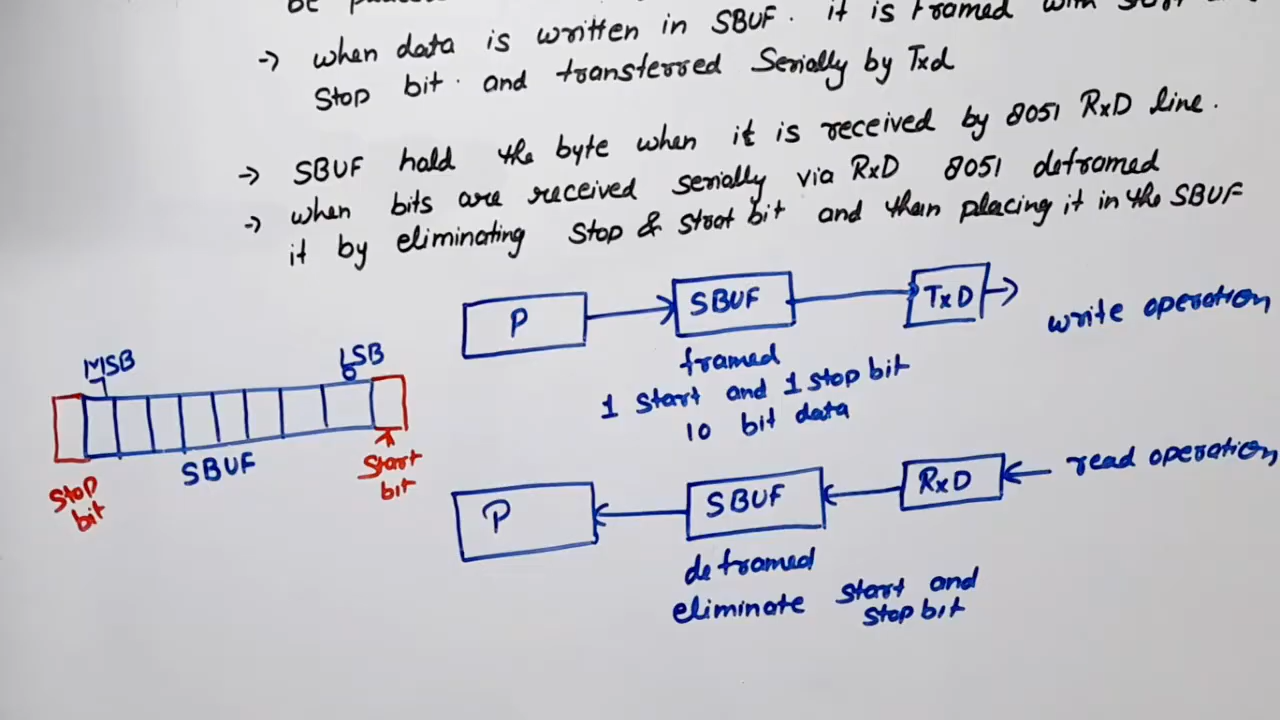 be
-> when data is written in SBUF. it is framed with
Stop bit. and transferred Serially by Txd
-> SBUF hold the byte when it is received by 8051 RxD line.
-> when bits are received serially via RxD 8051 deframed
it by eliminating Stop & Start bit and then placing it in the SBUF
P
SBUF
TxD
write operation
framed
1 Start and 1 stop bit
10 bit data
MSB
LSB
SBUF
Stop
bit
Start
bit
P
SBUF
RxD
read operation
deframed
eliminate Start and
Stop bit